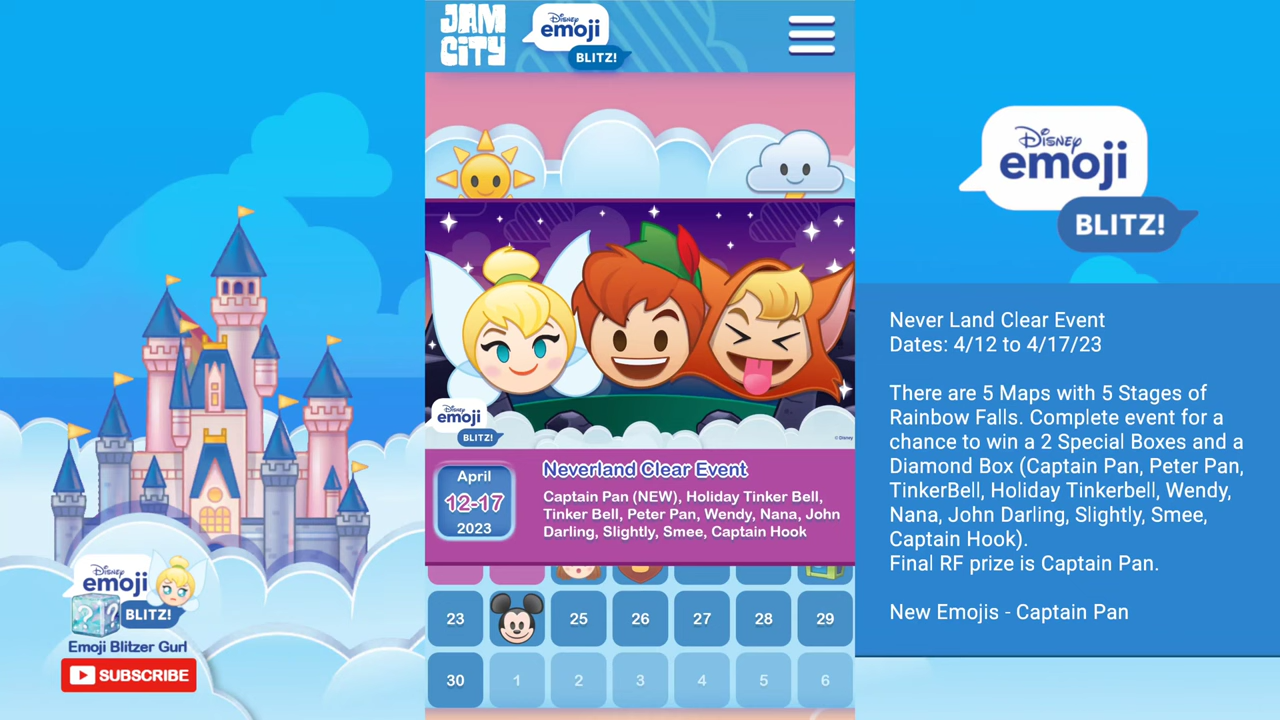 JAM
CITY
Disney
emoji
BLITZ!
Disney
emoji
BLITZ!
© Disney
April
12-17
2023
Neverland Clear Event
Captain Pan (NEW), Holiday Tinker Bell,
Tinker Bell, Peter Pan, Wendy, Nana, John
Darling, Slightly, Smee, Captain Hook
23
25
26
27
28
29
30
1
2
3
4
5
6
Disney
emoji
BLITZ!
Never Land Clear Event
Dates: 4/12 to 4/17/23
There are 5 Maps with 5 Stages of
Rainbow Falls. Complete event for a
chance to win a 2 Special Boxes and a
Diamond Box (Captain Pan, Peter Pan,
TinkerBell, Holiday Tinkerbell, Wendy,
Nana, John Darling, Slightly, Smee,
Captain Hook).
Final RF prize is Captain Pan.
New Emojis - Captain Pan
Disney
emoji
? ?
BLITZ!
Emoji Blitzer Gurl
SUBSCRIBE